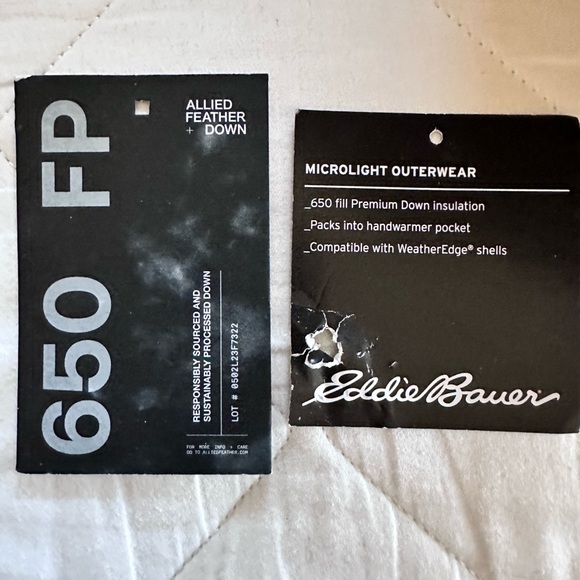 650 FP
ALLIED
FEATHER
+ DOWN
RESPONSIBLY SOURCED AND
SUSTAINABLY PROCESSED DOWN
LOT # 0502L23F7322
FOR MORE INFO + CARE
GO TO ALLIEDFEATHER.COM
MICROLIGHT OUTERWEAR
_650 fill Premium Down insulation
_Packs into handwarmer pocket
_Compatible with WeatherEdge® shells
Eddie Bauer